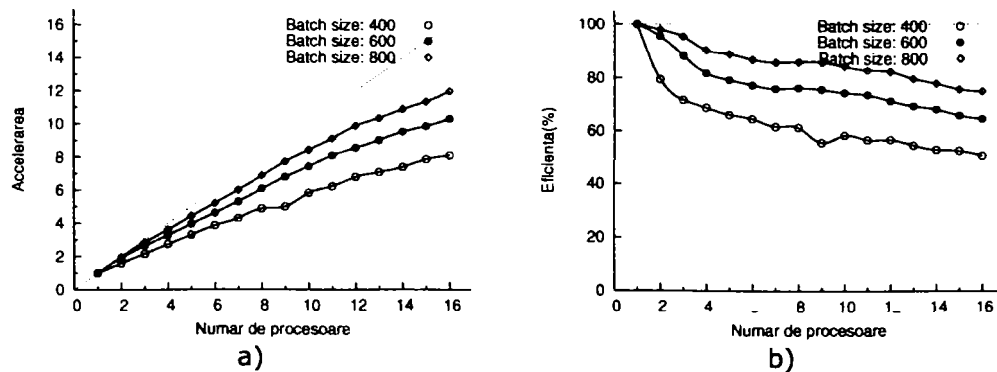 Accelerarea
16
14
12
10
8
6
4
2
0
Batch size: 400
Batch size: 600
Batch size: 800
0 2 4 6 8 10 12 14 16
Numar de procesoare
a)
Eficienta(%)
100
80
60
40
20
0
Batch size: 400
Batch size: 600
Batch size: 800
0 2 4 6 8 10 12 14 16
Numar de procesoare
b)